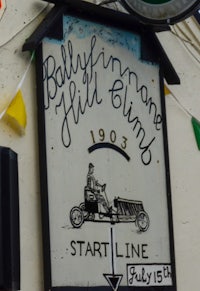 Ballyfinnane
Hill Climb
1903
START LINE
July 15th